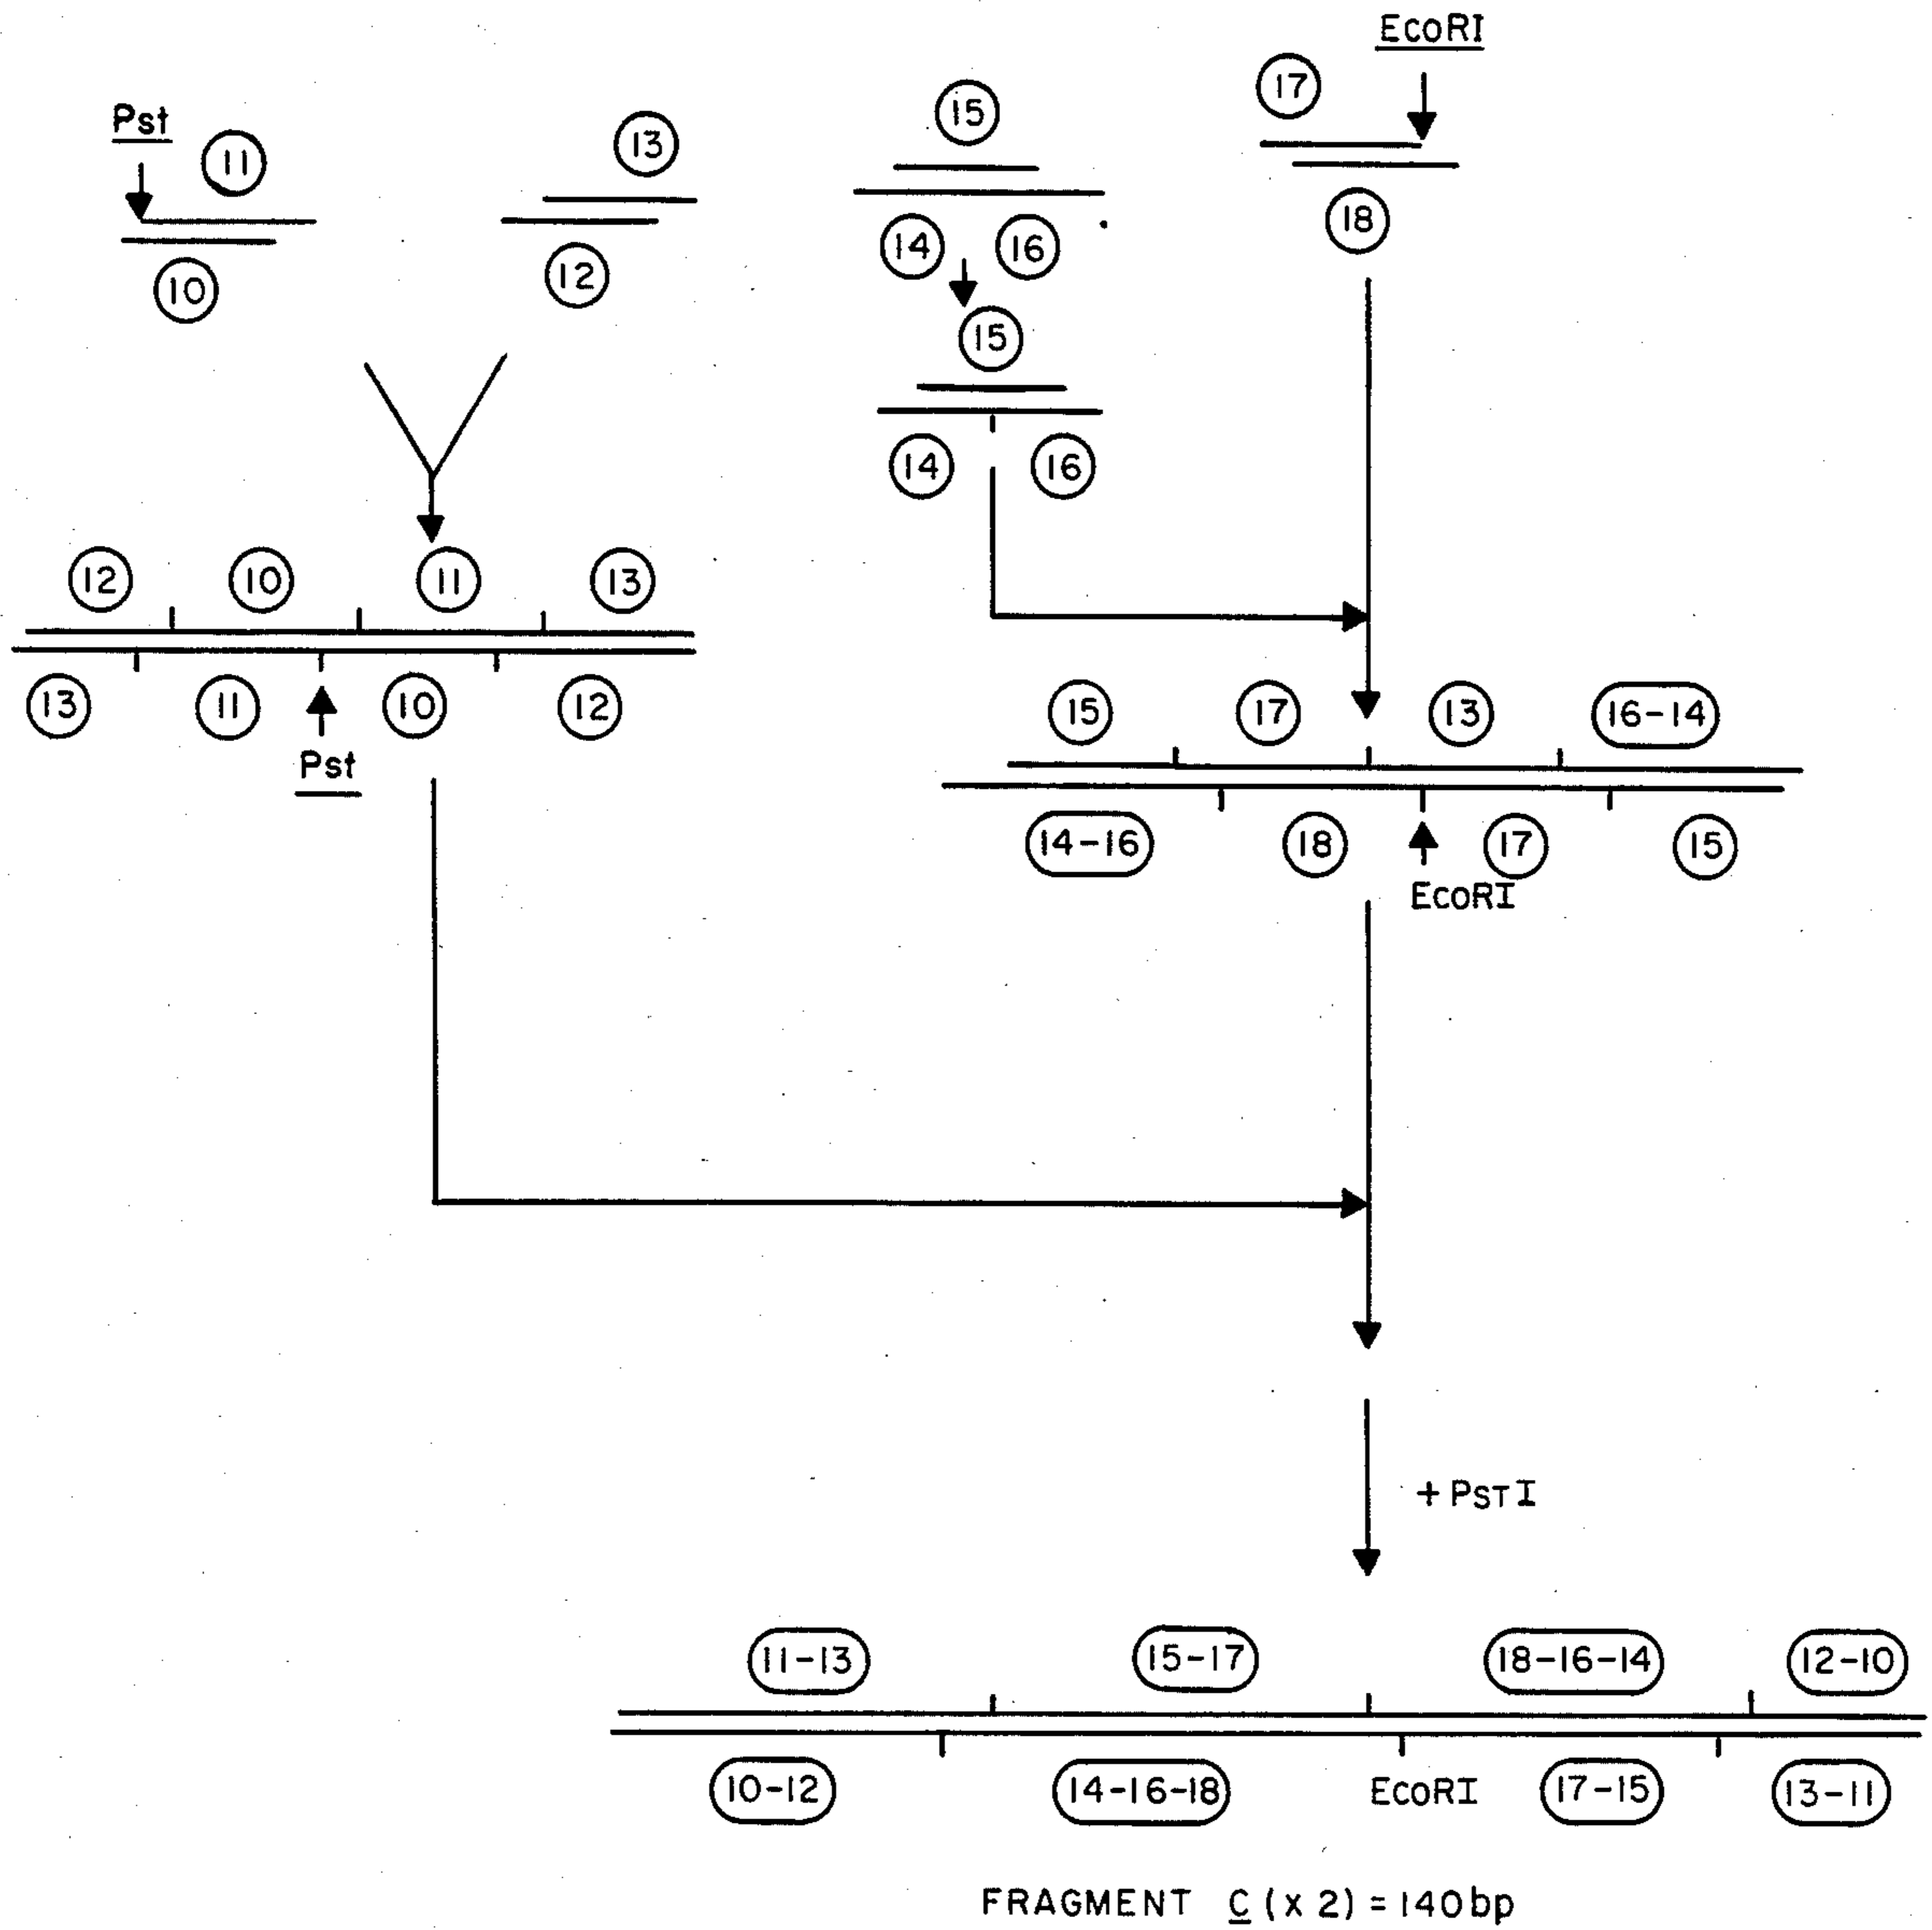 EcoRI
17
15
13
Pst
11
18
14 16
12
10
15
14 16
12 10 11 13
13 11 10 12
Pst
15 17 13 16-14
14-16 18 17 15
EcoRI
+ PstI
11-13 15-17 18-16-14 12-10
10-12 14-16-18 EcoRI 17-15 13-11
FRAGMENT C (x 2) = 140bp